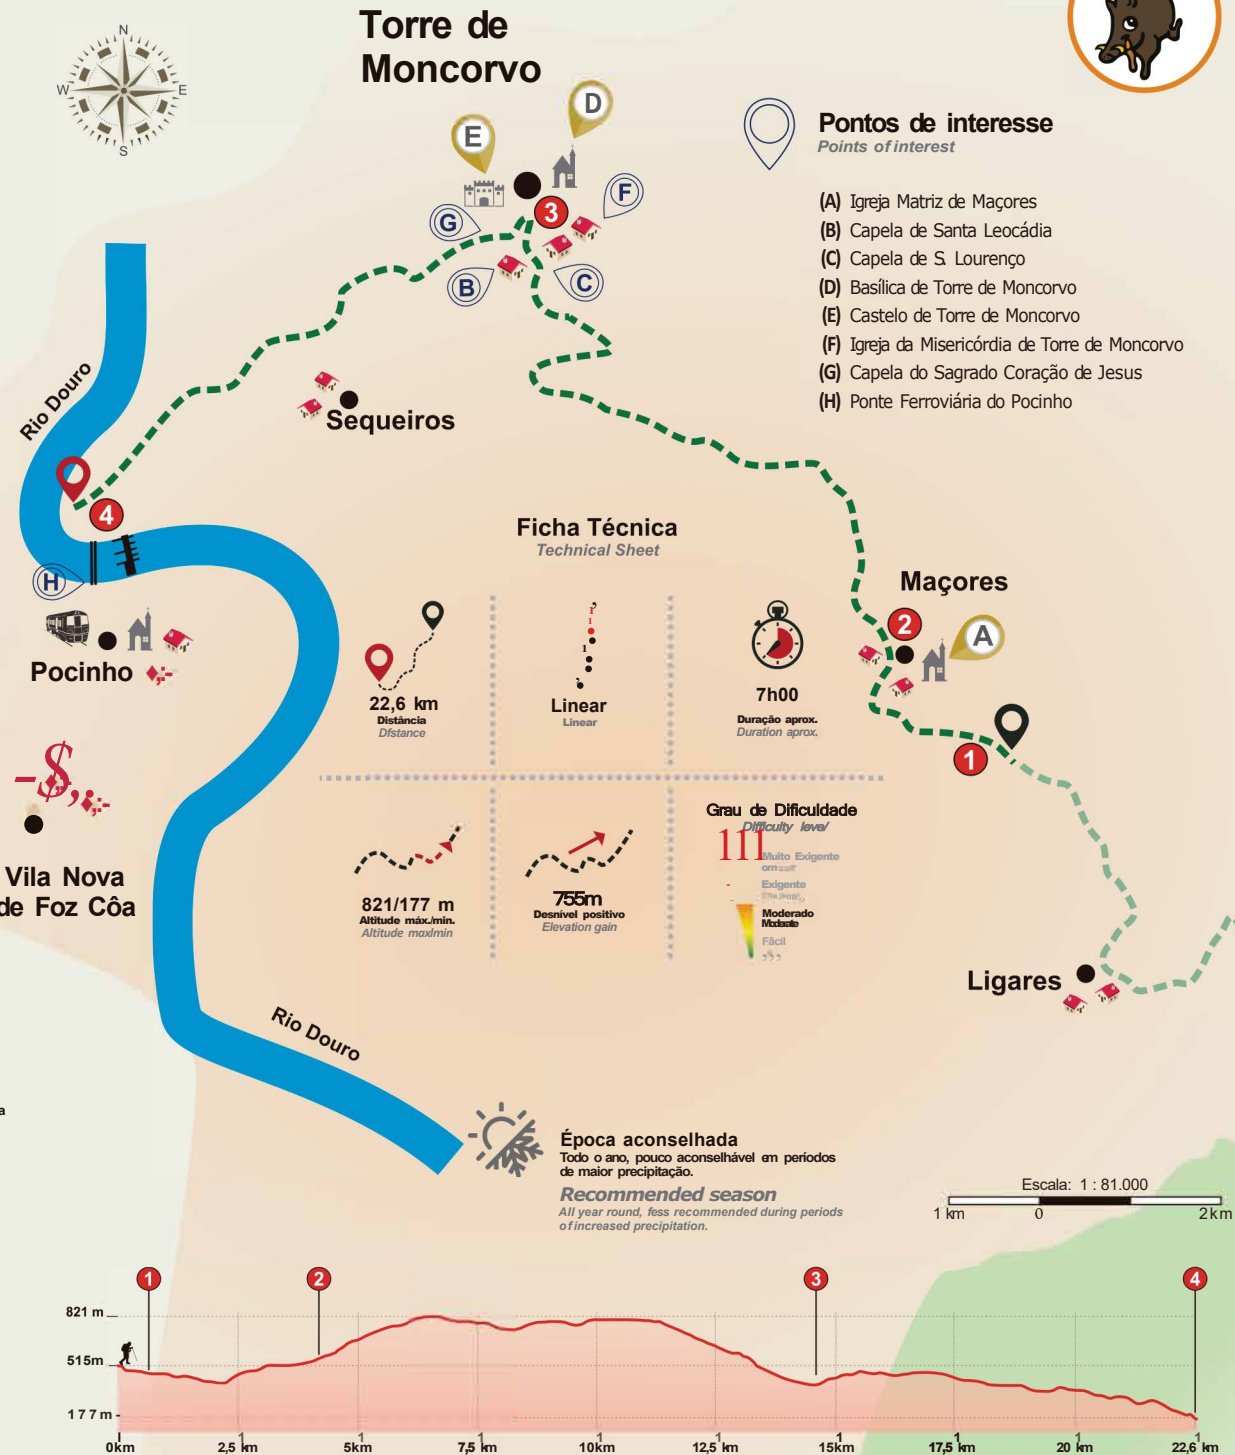 Torre de
Moncorvo
N
W
E
S
E
D
F
G
3
B
C
Pontos de interesse
Points of interest
(A) Igreja Matriz de Maçores
(B) Capela de Santa Leocádia
(C) Capela de S. Lourenço
(D) Basílica de Torre de Moncorvo
(E) Castelo de Torre de Moncorvo
(F) Igreja da Misericórdia de Torre de Moncorvo
(G) Capela do Sagrado Coração de Jesus
(H) Ponte Ferroviária do Pocinho
Rio Douro
Sequeiros
4
H
Pocinho
Vila Nova
de Foz Côa
Ficha Técnica
Technical Sheet
22,6 km
Distância
Dfstance
Linear
Linear
7h00
Duração aprox.
Duration aprox.
821/177 m
Altitude máx./min.
Altitude maxlmin
755m
Desnível positivo
Elevation gain
Grau de Dificuldade
Difficulty level
111
Muito Exigente
Exigente
Moderado
Moderate
Fácil
Maçores
2
A
1
Ligares
Rio Douro
a
Época aconselhada
Todo o ano, pouco aconselhável em períodos
de maior precipitação.
Recommended season
All year round, fess recommended during periods
of increased precipitation.
Escala: 1 : 81.000
1 km 0 2 km
1 2 3 4
821 m
515m
177m
0km 2,5 km 5km 7,5 km 10km 12,5 km 15km 17,5 km 20 km 22,6 km